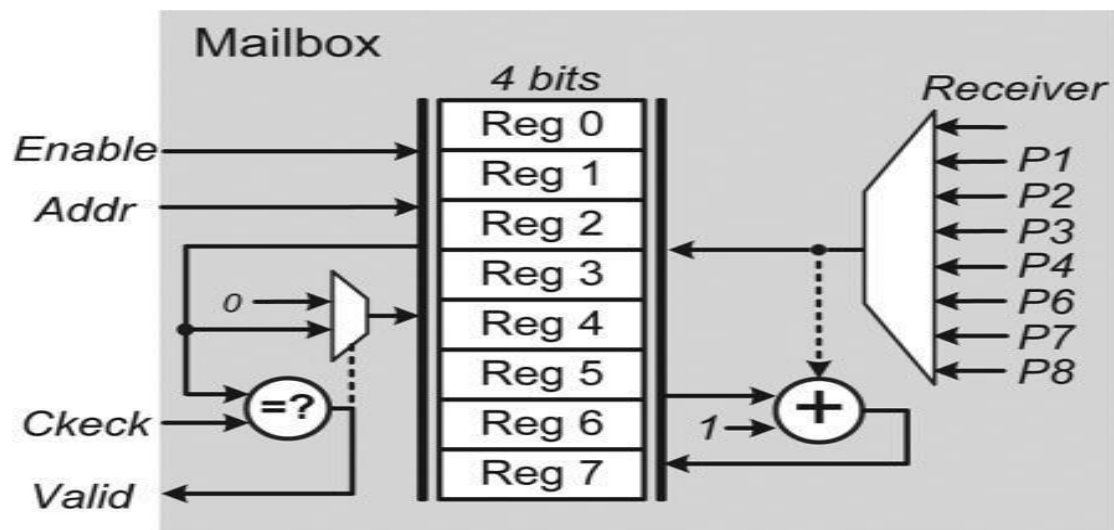 Mailbox
4 bits
Receiver
Enable
Addr
0
Ckeck
Valid
Reg 0
Reg 1
Reg 2
Reg 3
Reg 4
Reg 5
Reg 6
Reg 7
=?
+
1
P1
P2
P3
P4
P6
P7
P8